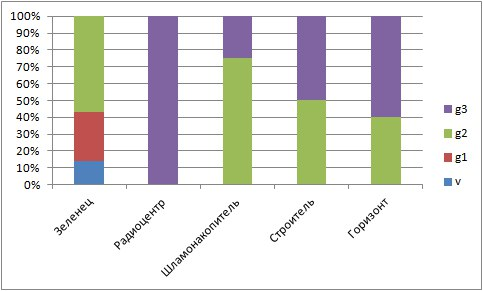 100%
90%
80%
70%
60%
50%
40%
30%
20%
10%
0%
Зеленец
Радиоцентр
Шламонакопитель
Строитель
Горизонт
g3
g2
g1
v